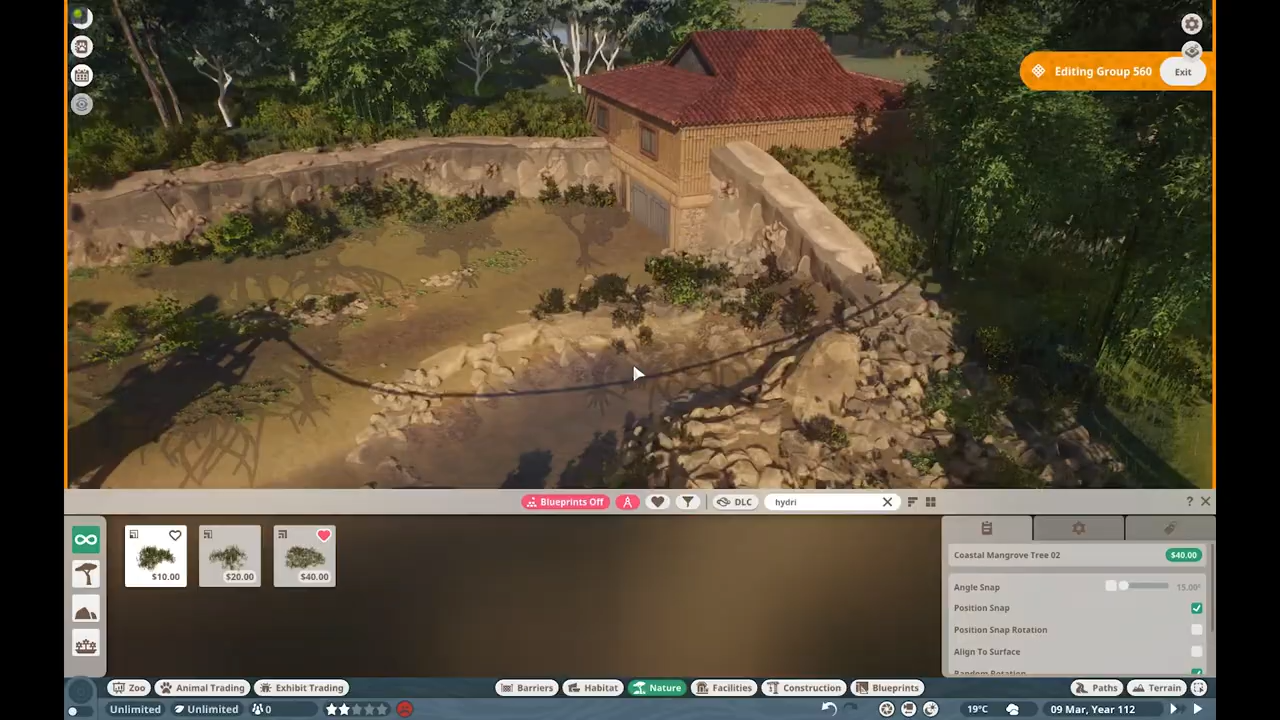 Editing Group 560
Exit
Blueprints Off
DLC
hydri
?
$10.00
$20.00
$40.00
Coastal Mangrove Tree 02
$40.00
Angle Snap
15.00°
Position Snap
Position Snap Rotation
Align To Surface
Random Rotation
Zoo
Animal Trading
Exhibit Trading
Barriers
Habitat
Nature
Facilities
Construction
Blueprints
Paths
Terrain
Unlimited
Unlimited
0
19°C
09 Mar, Year 112